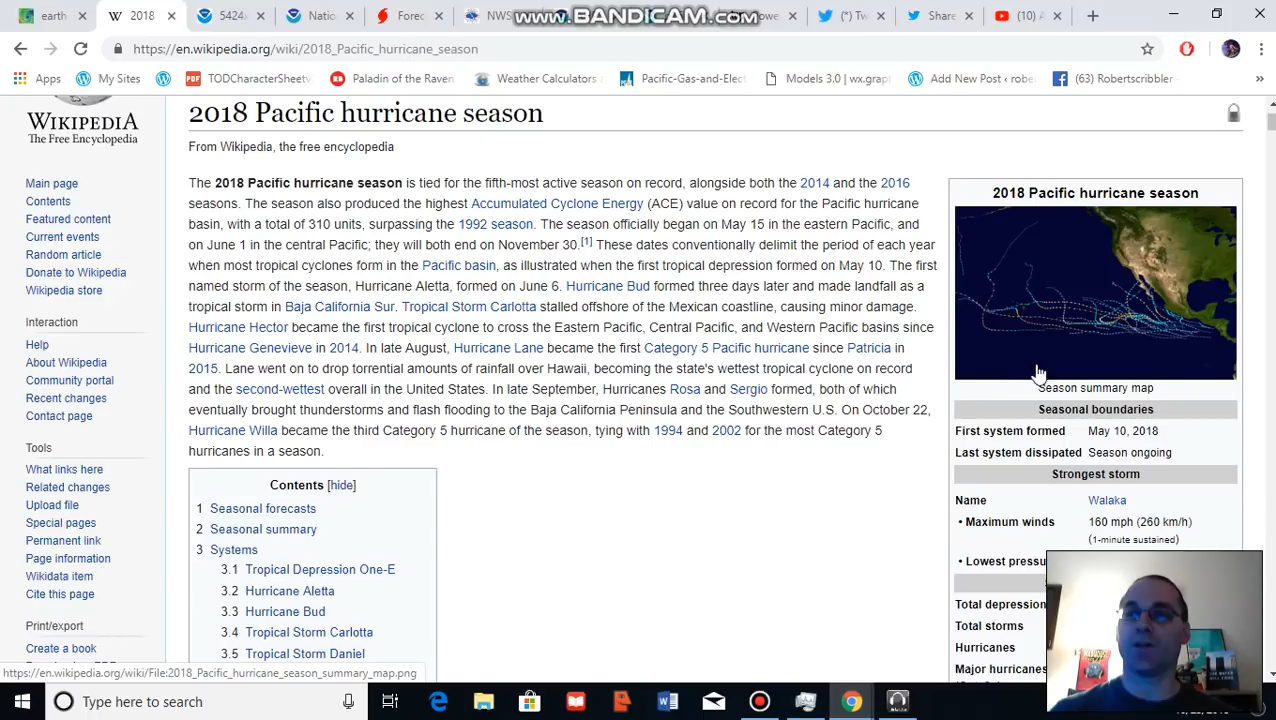 www.BANDICAM.com
earth
2018
5424x
Nation
Forec
NWS
(*) Tw
Share
(10) A
https://en.wikipedia.org/wiki/2018_Pacific_hurricane_season
Apps
My Sites
TODCharacterSheetv
Paladin of the Raven
Weather Calculators
Pacific-Gas-and-Elect
Models 3.0 | wx.grap
Add New Post ‹ robe
(63) Robertscribbler -
»
2018 Pacific hurricane season
From Wikipedia, the free encyclopedia
WIKIPEDIA
The Free Encyclopedia
Main page
Contents
Featured content
Current events
Random article
Donate to Wikipedia
Wikipedia store
Interaction
Help
About Wikipedia
Community portal
Recent changes
Contact page
Tools
What links here
Related changes
Upload file
Special pages
Permanent link
Page information
Wikidata item
Cite this page
Print/export
Create a book
The 2018 Pacific hurricane season is tied for the fifth-most active season on record, alongside both the 2014 and the 2016
seasons. The season also produced the highest Accumulated Cyclone Energy (ACE) value on record for the Pacific hurricane
basin, with a total of 310 units, surpassing the 1992 season. The season officially began on May 15 in the eastern Pacific, and
on June 1 in the central Pacific; they will both end on November 30.[1] These dates conventionally delimit the period of each year
when most tropical cyclones form in the Pacific basin, as illustrated when the first tropical depression formed on May 10. The first
named storm of the season, Hurricane Aletta, formed on June 6. Hurricane Bud formed three days later and made landfall as a
tropical storm in Baja California Sur. Tropical Storm Carlotta stalled offshore of the Mexican coastline, causing minor damage.
Hurricane Hector became the first tropical cyclone to cross the Eastern Pacific, Central Pacific, and Western Pacific basins since
Hurricane Genevieve in 2014. In late August, Hurricane Lane became the first Category 5 Pacific hurricane since Patricia in
2015. Lane went on to drop torrential amounts of rainfall over Hawaii, becoming the state's wettest tropical cyclone on record
and the second-wettest overall in the United States. In late September, Hurricanes Rosa and Sergio formed, both of which
eventually brought thunderstorms and flash flooding to the Baja California Peninsula and the Southwestern U.S. On October 22,
Hurricane Willa became the third Category 5 hurricane of the season, tying with 1994 and 2002 for the most Category 5
hurricanes in a season.
Contents [hide]
1 Seasonal forecasts
2 Seasonal summary
3 Systems
3.1 Tropical Depression One-E
3.2 Hurricane Aletta
3.3 Hurricane Bud
3.4 Tropical Storm Carlotta
3.5 Tropical Storm Daniel
2018 Pacific hurricane season
Season summary map
Seasonal boundaries
First system formed May 10, 2018
Last system dissipated Season ongoing
Strongest storm
Name Walaka
• Maximum winds 160 mph (260 km/h)
(1-minute sustained)
• Lowest pressu
Total depression
Total storms
Hurricanes
Major hurricanes
https://en.wikipedia.org/wiki/File:2018_Pacific_hurricane_season_summary_map.png
Type here to search